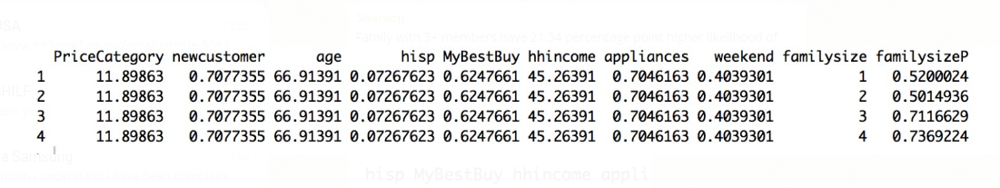 Family with 3+ members have 21.34 percentage point higher likelihood of
PriceCategory newcustomer age hisp MyBestBuy hhincome appliances weekend familysize familysizeP
1 11.89863 0.7077355 66.91391 0.07267623 0.6247661 45.26391 0.7046163 0.4039301 1 0.5200024
2 11.89863 0.7077355 66.91391 0.07267623 0.6247661 45.26391 0.7046163 0.4039301 2 0.5014936
3 11.89863 0.7077355 66.91391 0.07267623 0.6247661 45.26391 0.7046163 0.4039301 3 0.7116629
4 11.89863 0.7077355 66.91391 0.07267623 0.6247661 45.26391 0.7046163 0.4039301 4 0.7369224
a Samsung
hisp MyBestBuy hhincome appli